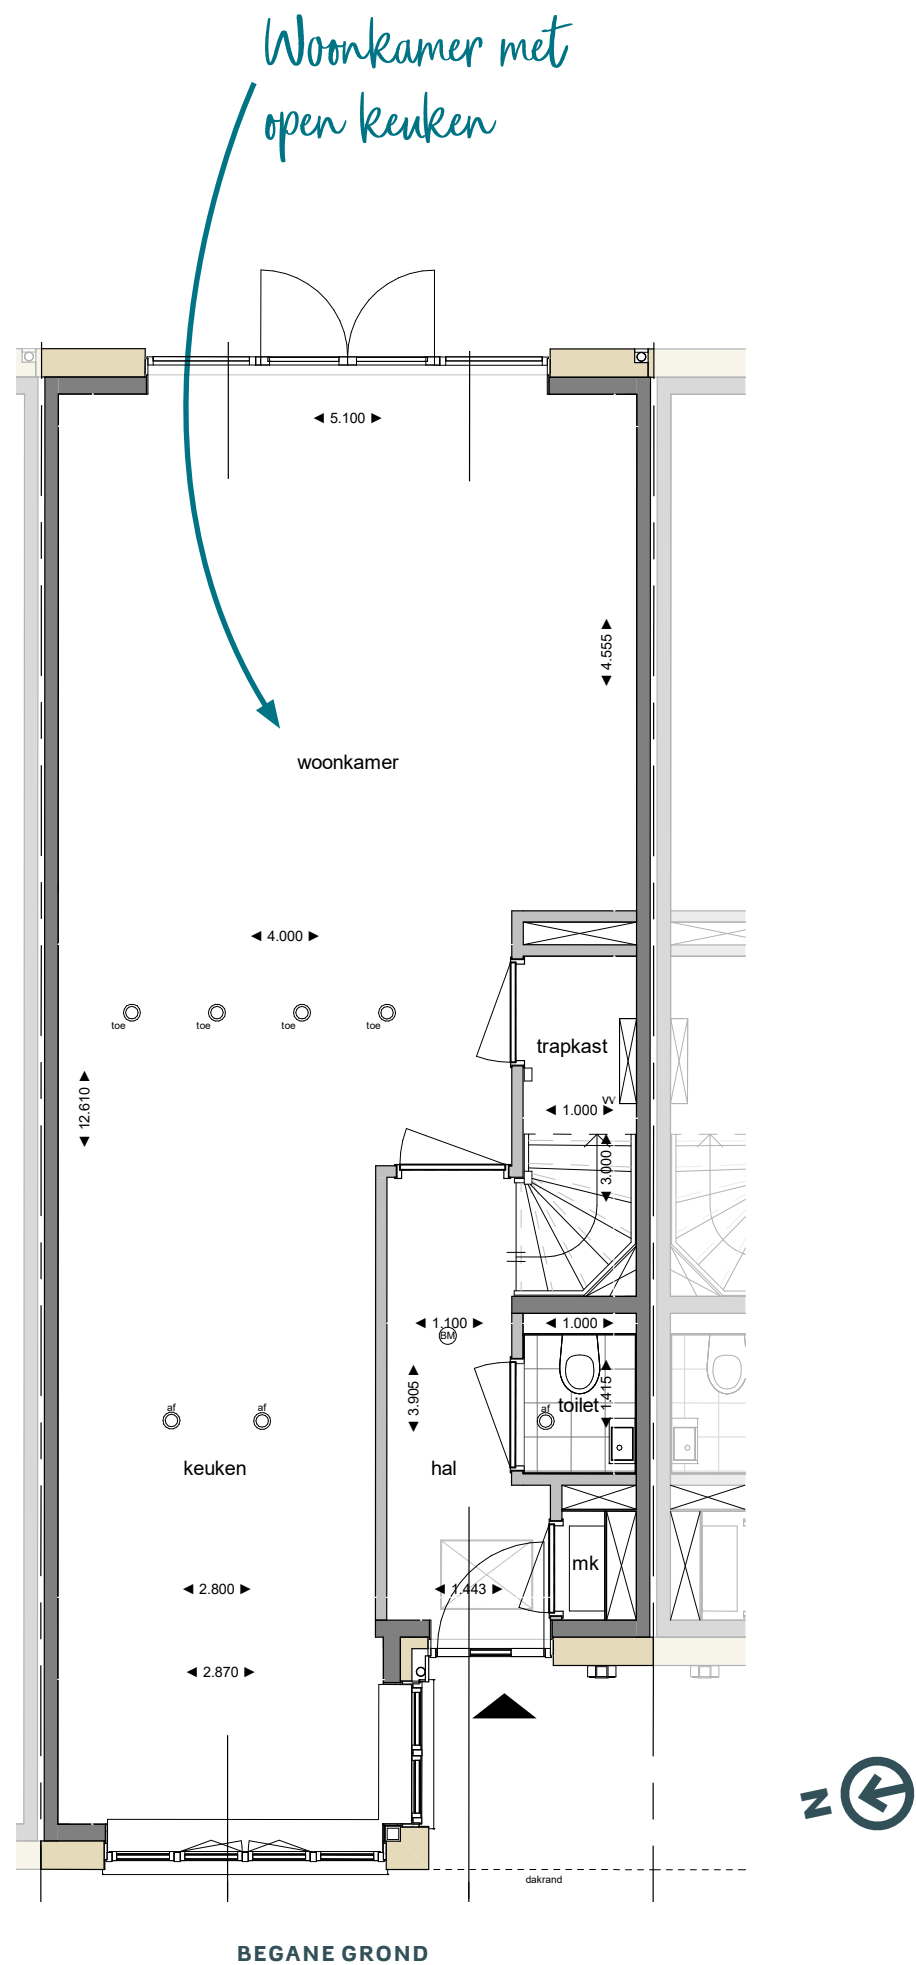 Woonkamer met
open keuken
5.100
4.555
woonkamer
4.000
toe
toe
toe
toe
trapkast
12.610
vv
1.000
3.000
1.100
BM
1.000
3.905
1.415
af
af
af
toilet
keuken
hal
mk
2.800
1.443
2.870
N
dakrand
BEGANE GROND